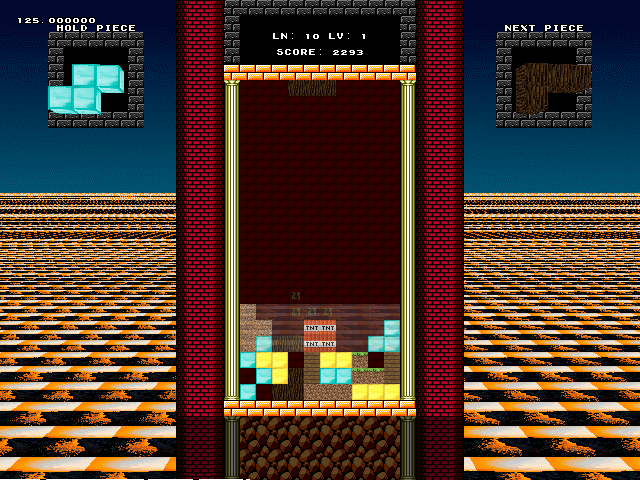 125.000000
HOLD PIECE
LN: 10 LV: 1
SCORE: 2293
NEXT PIECE
TNT TNT
TNT TNT